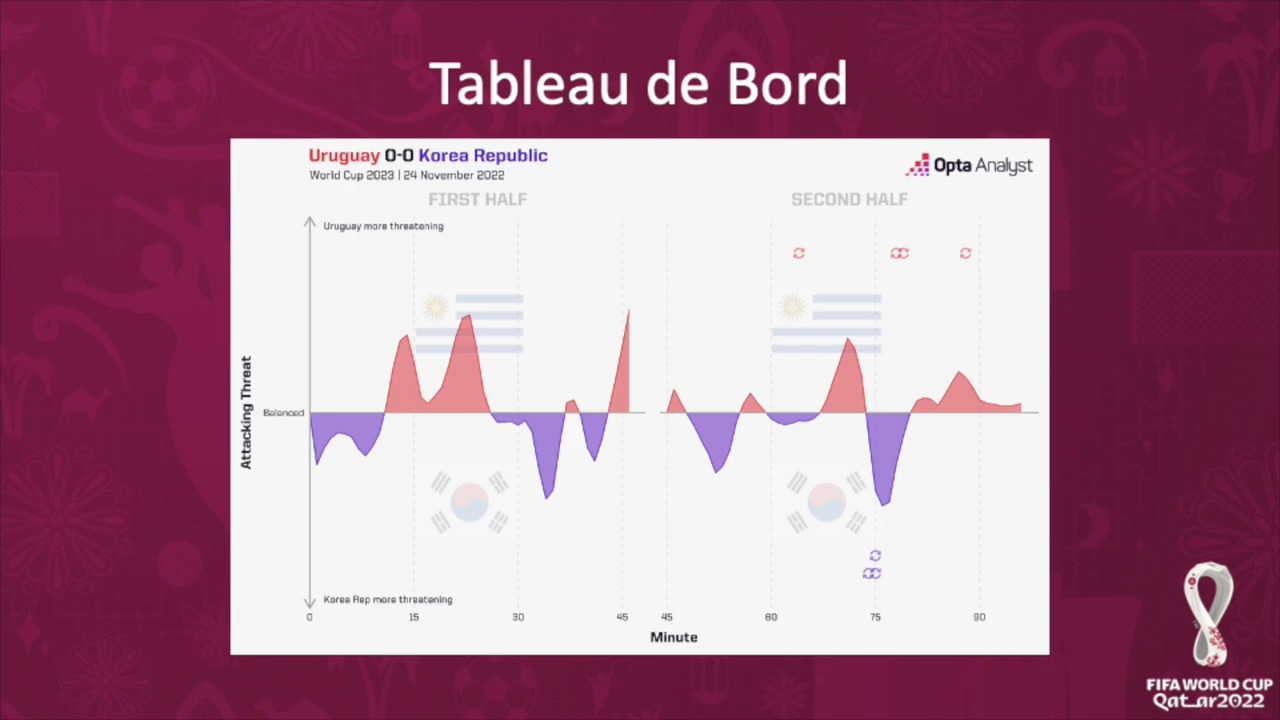 Tableau de Bord
Uruguay 0-0 Korea Republic
World Cup 2023 | 24 November 2022
Opta Analyst
FIRST HALF
SECOND HALF
Uruguay more threatening
Attacking Threat
Balanced
Korea Rep more threatening
0 15 30 45 45 60 75 90
Minute
FIFA WORLD CUP
Qatar2022